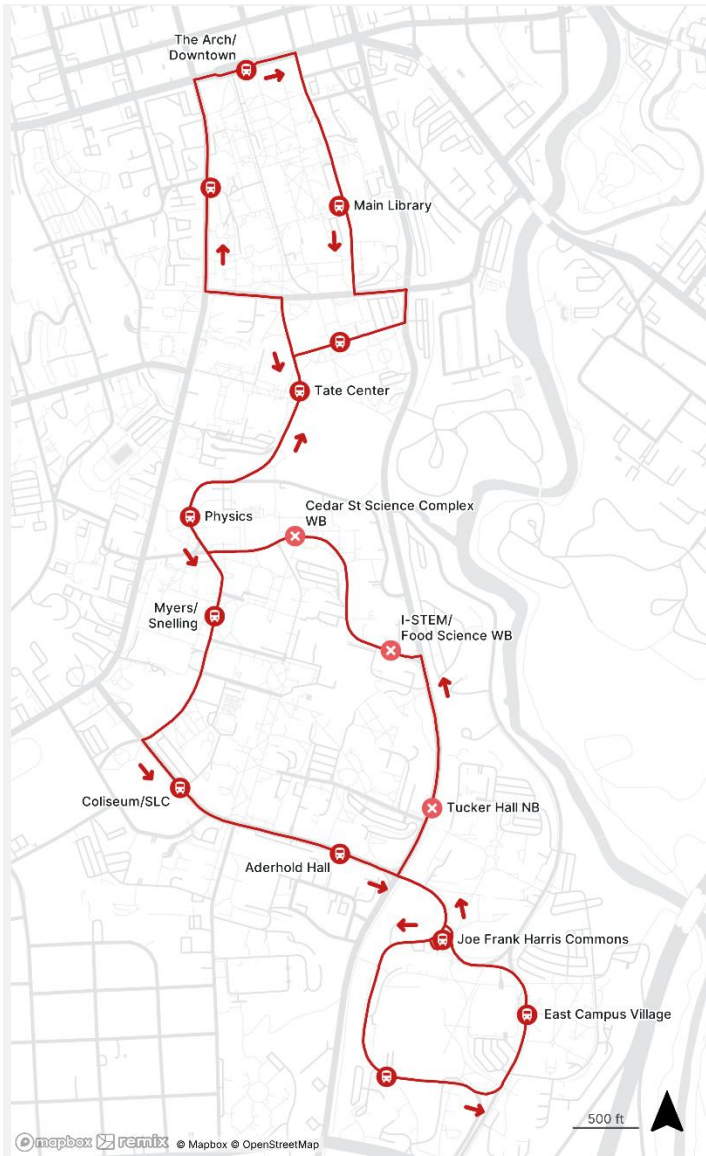 The Arch/
Downtown
Main Library
Tate Center
Physics
Cedar St Science Complex
WB
Myers/
Snelling
I-STEM/
Food Science WB
Coliseum/SLC
Tucker Hall NB
Aderhold Hall
Joe Frank Harris Commons
East Campus Village
500 ft
mapbox remix © Mapbox © OpenStreetMap